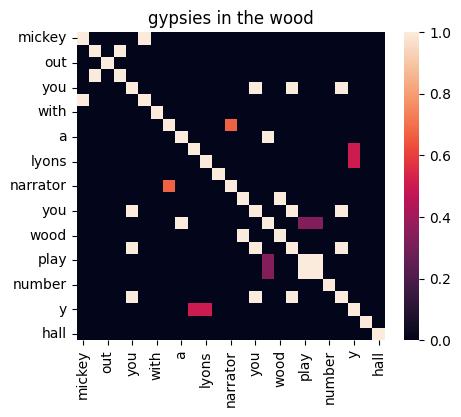 gypsies in the wood
mickey
out
you
with
a
lyons
narrator
you
wood
play
number
y
hall
1.0
0.8
0.6
0.4
0.2
0.0
mickey
out
you
with
a
lyons
narrator
you
wood
play
number
y
hall